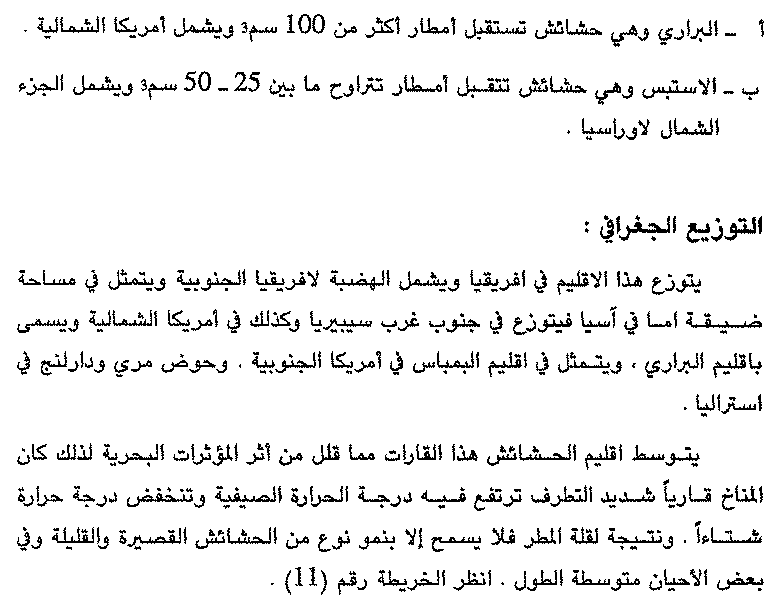 أ - البراري وهي حشائش تستقبل أمطار أكثر من 100 سم3 ويشمل أمريكا الشمالية .
ب - الاستبس وهي حشائش تتقبل أمطار تتراوح ما بين 25 - 50 سم3 ويشمل الجزء
الشمال لاوراسيا .
التوزيع الجغرافي :
يتوزع هذا الاقليم في افريقيا ويشمل الهضبة لافريقيا الجنوبية ويتمثل في مساحة
ضيقة اما في آسيا فيتوزع في جنوب غرب سيبيريا وكذلك في أمريكا الشمالية ويسمى
باقليم البراري ، ويتمثل في اقليم البمباس في أمريكا الجنوبية . وحوض مري ودارلنج في
استراليا .
يتوسط اقليم الحشائش هذا القارات مما قلل من أثر المؤثرات البحرية لذلك كان
المناخ قارياً شديد التطرف ترتفع فيه درجة الحرارة الصيفية وتنخفض درجة حرارة
شتاءاً . ونتيجة لقلة المطر فلا يسمح إلا بنمو نوع من الحشائش القصيرة والقليلة وفي
بعض الأحيان متوسطة الطول . انظر الخريطة رقم (11) .